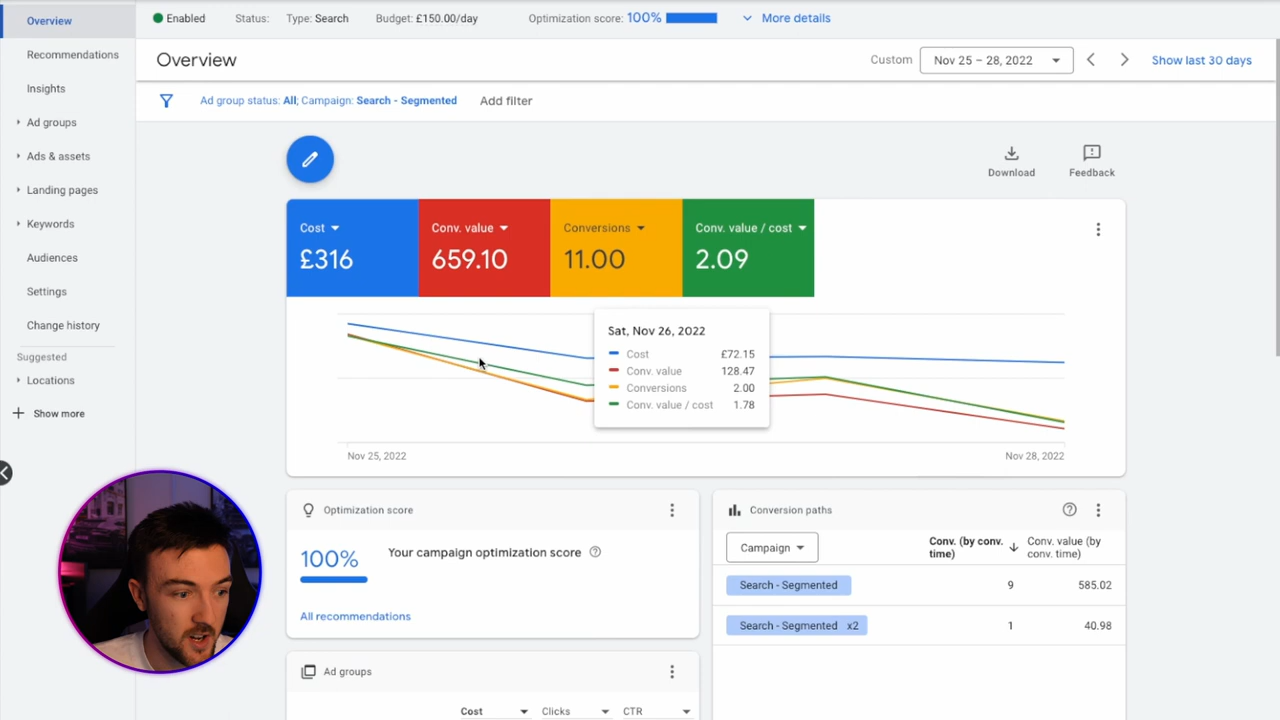 Overview
Recommendations
Insights
Ad groups
Ads & assets
Landing pages
Keywords
Audiences
Settings
Change history
Suggested
Locations
Show more
Enabled Status: Type: Search Budget: £150.00/day Optimization score: 100% More details
Overview Custom Nov 25 – 28, 2022 Show last 30 days
Ad group status: All; Campaign: Search - Segmented Add filter
Download Feedback
Cost Conv. value Conversions Conv. value / cost
£316 659.10 11.00 2.09
Sat, Nov 26, 2022
Cost £72.15
Conv. value 128.47
Conversions 2.00
Conv. value / cost 1.78
Nov 25, 2022 Nov 28, 2022
Optimization score
100% Your campaign optimization score
All recommendations
Conversion paths
Campaign Conv. (by conv. time) Conv. value (by conv. time)
Search - Segmented 9 585.02
Search - Segmented x2 1 40.98
Ad groups
Cost Clicks CTR